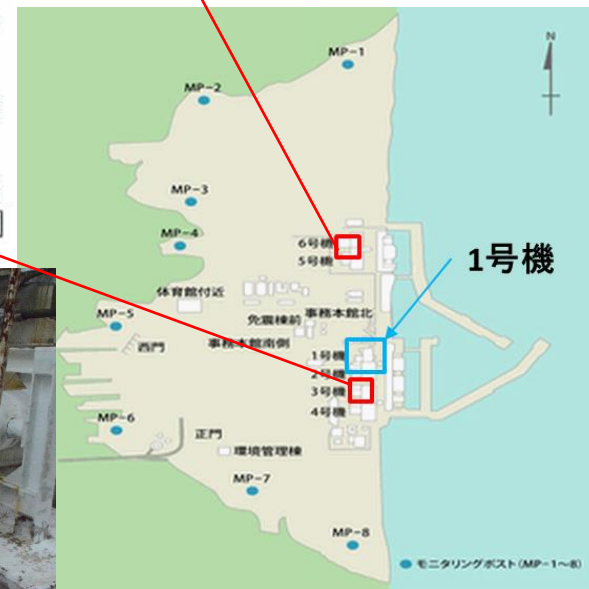 N
MP-1
MP-2
MP-3
MP-4
6号機
5号機
1号機
体育館付近
免震棟前
事務本館北
MP-5
西門
事務本館南側
1号機
2号機
3号機
4号機
MP-6
正門
環境管理棟
MP-7
MP-8
モニタリングポスト(MP-1〜8)